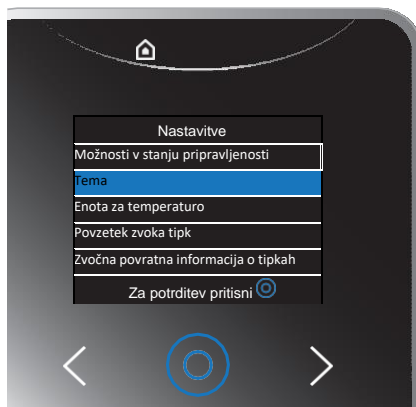 Nastavitve
Možnosti v stanju pripravljenosti
Tema
Enota za temperaturo
Povzetek zvoka tipk
Zvočna povratna informacija o tipkah
Za potrditev pritisni